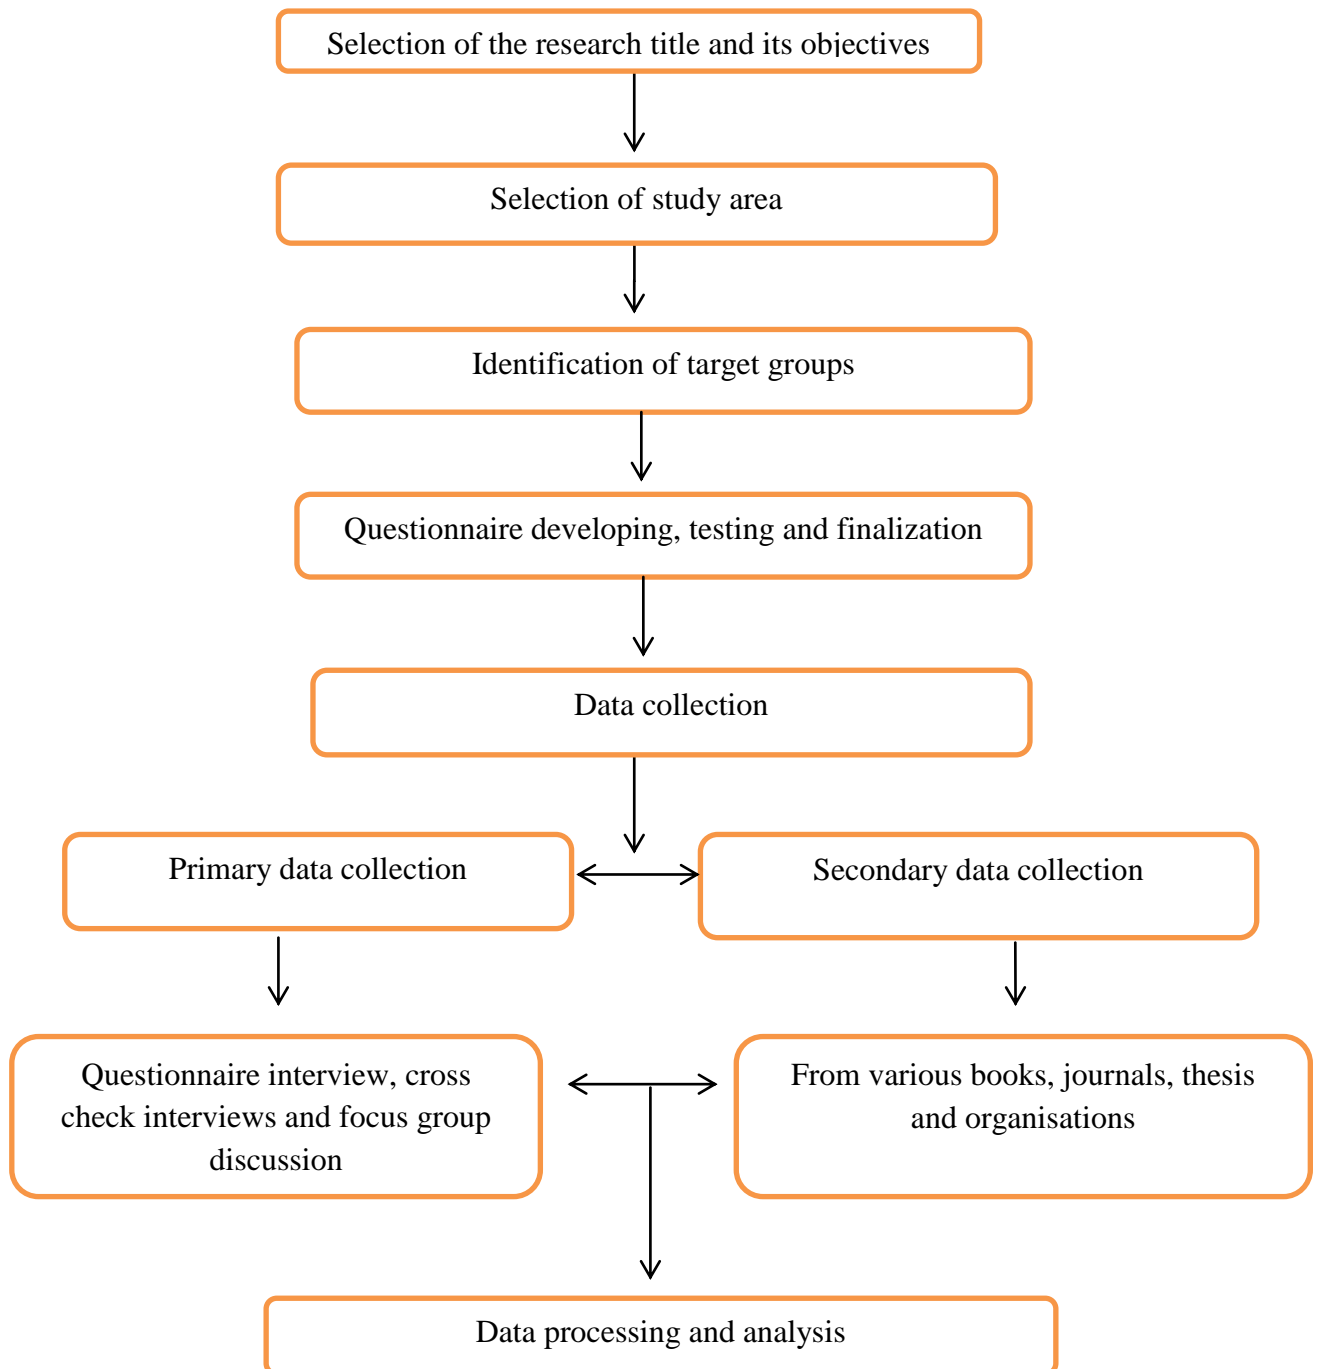 Selection of the research title and its objectives
Selection of study area
Identification of target groups
Questionnaire developing, testing and finalization
Data collection
Primary data collection
Secondary data collection
Questionnaire interview, cross
check interviews and focus group
discussion
From various books, journals, thesis
and organisations
Data processing and analysis